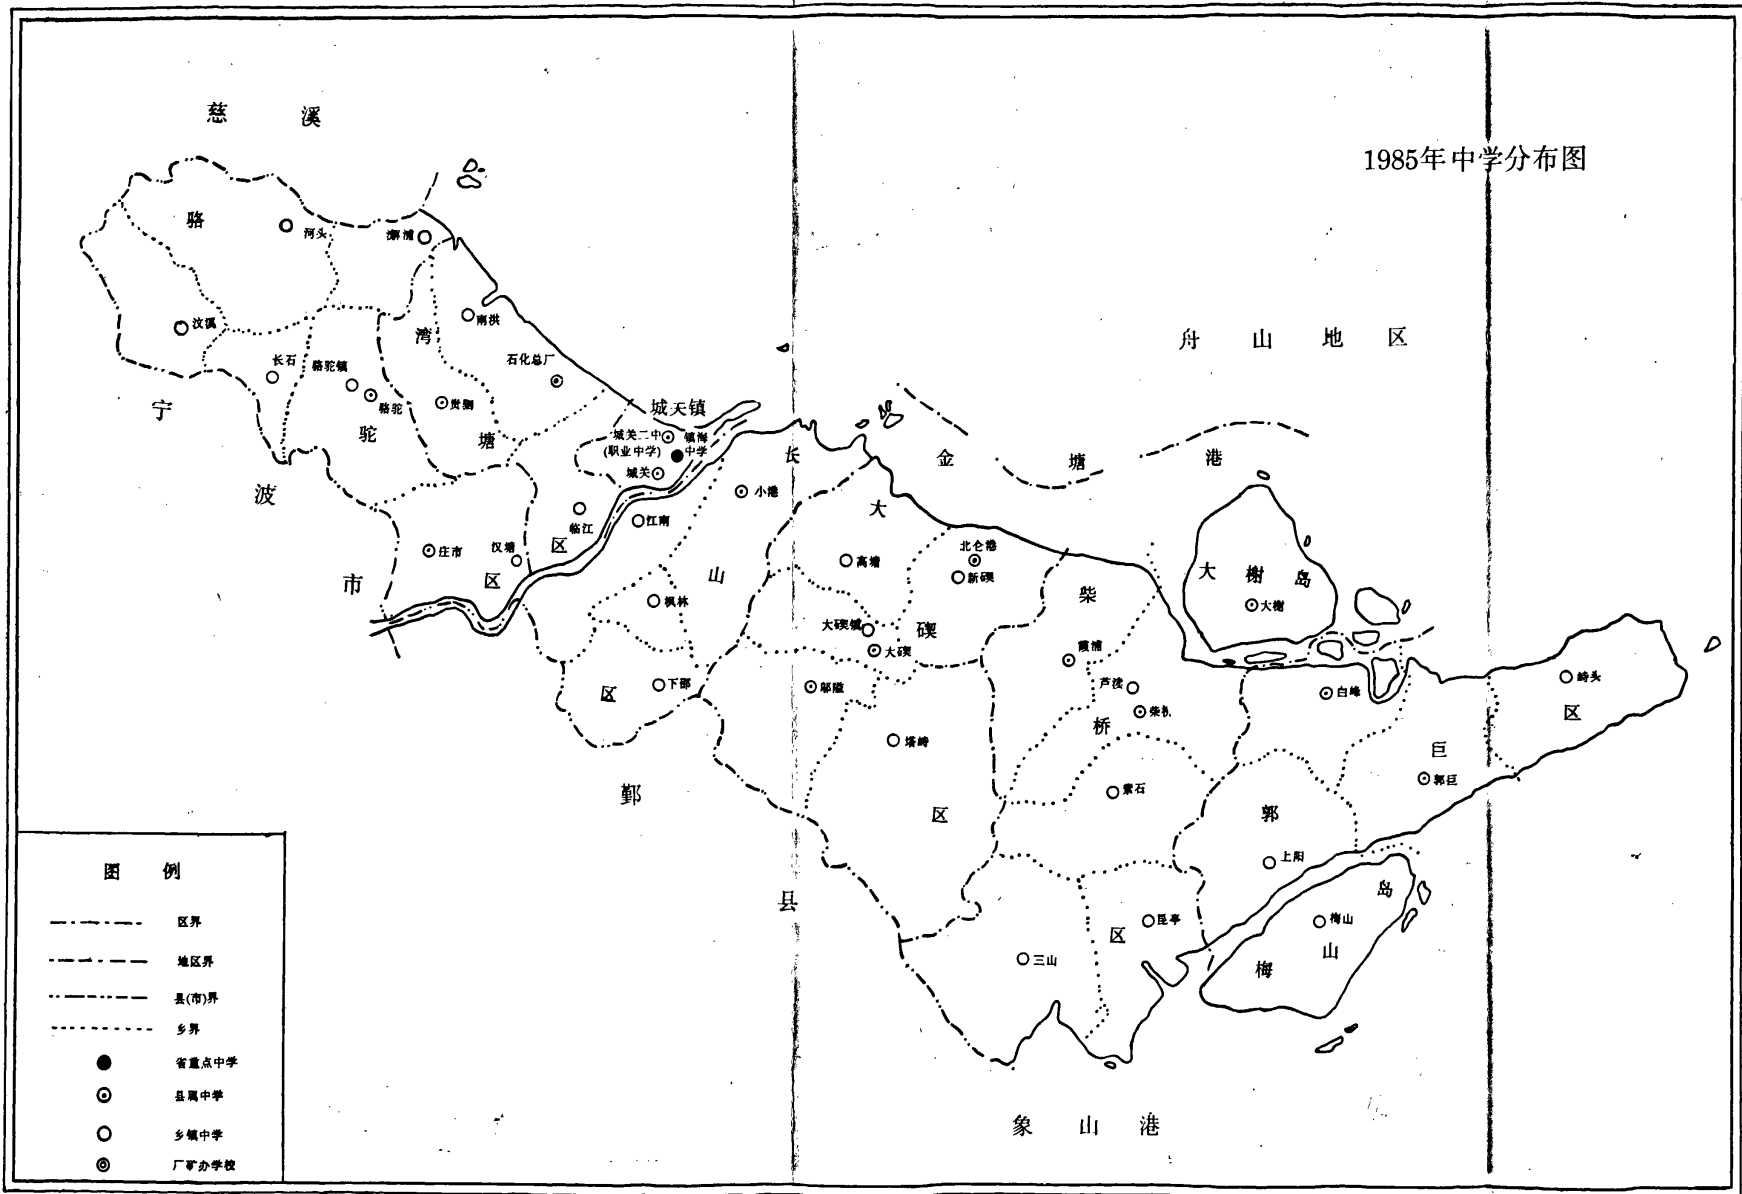 1985年中学分布图
慈溪
骆
河头
澥浦
汶溪
南洪
湾
舟山地区
长石
骆驼镇
骆驼
石化总厂
贵驷
宁
驼
塘
城关镇
城关二中
(职业中学)
镇海
中学
城关
长
金塘港
波
小港
江南
临江
大
庄市
汉塘
区
区
市
山
高塘
北仑港
新碶
柴
大榭岛
大榭
枫林
大碶镇
大碶
碶
霞浦
区
下邵
邬隘
芦渎
柴桥
白峰
峙头
区
塔峙
桥
巨
郭巨
鄞
紫石
区
郭
上阳
县
岛
梅山
昆亭
区
三山
山
梅
象山港
图例
区界
地区界
县(市)界
乡界
省重点中学
县属中学
乡镇中学
厂矿办学校